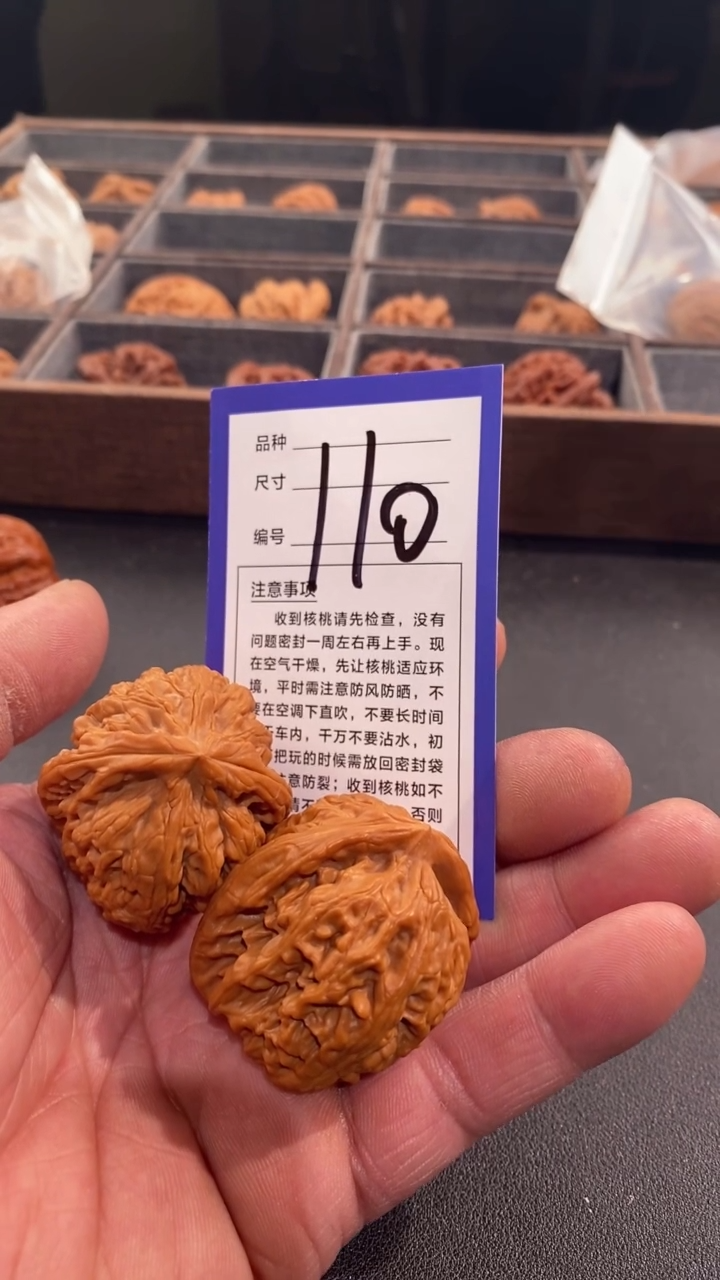 品种
尺寸
110
编号
注意事项
收到核桃请先检查，没有
问题密封一周左右再上手。现
在空气干燥，先让核桃适应环
境，平时需注意防风防晒，不
要在空调下直吹，不要长时间
车内，千万不要沾水，初
把玩的时候需放回密封袋
注意防裂；收到核桃如不
否则